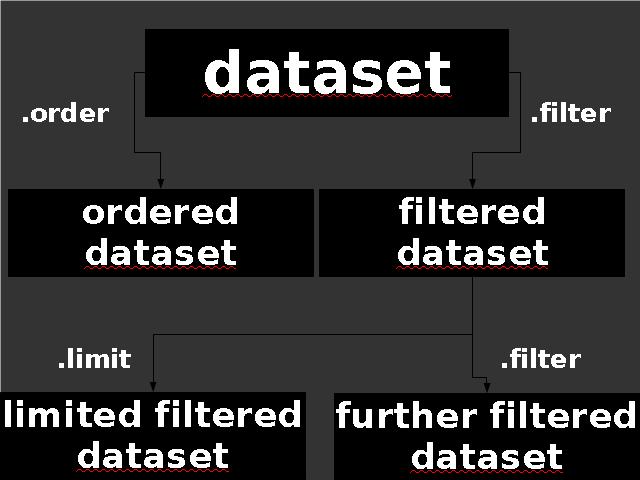 dataset
.order
.filter
ordered
dataset
filtered
dataset
.limit
.filter
limited filtered
dataset
further filtered
dataset